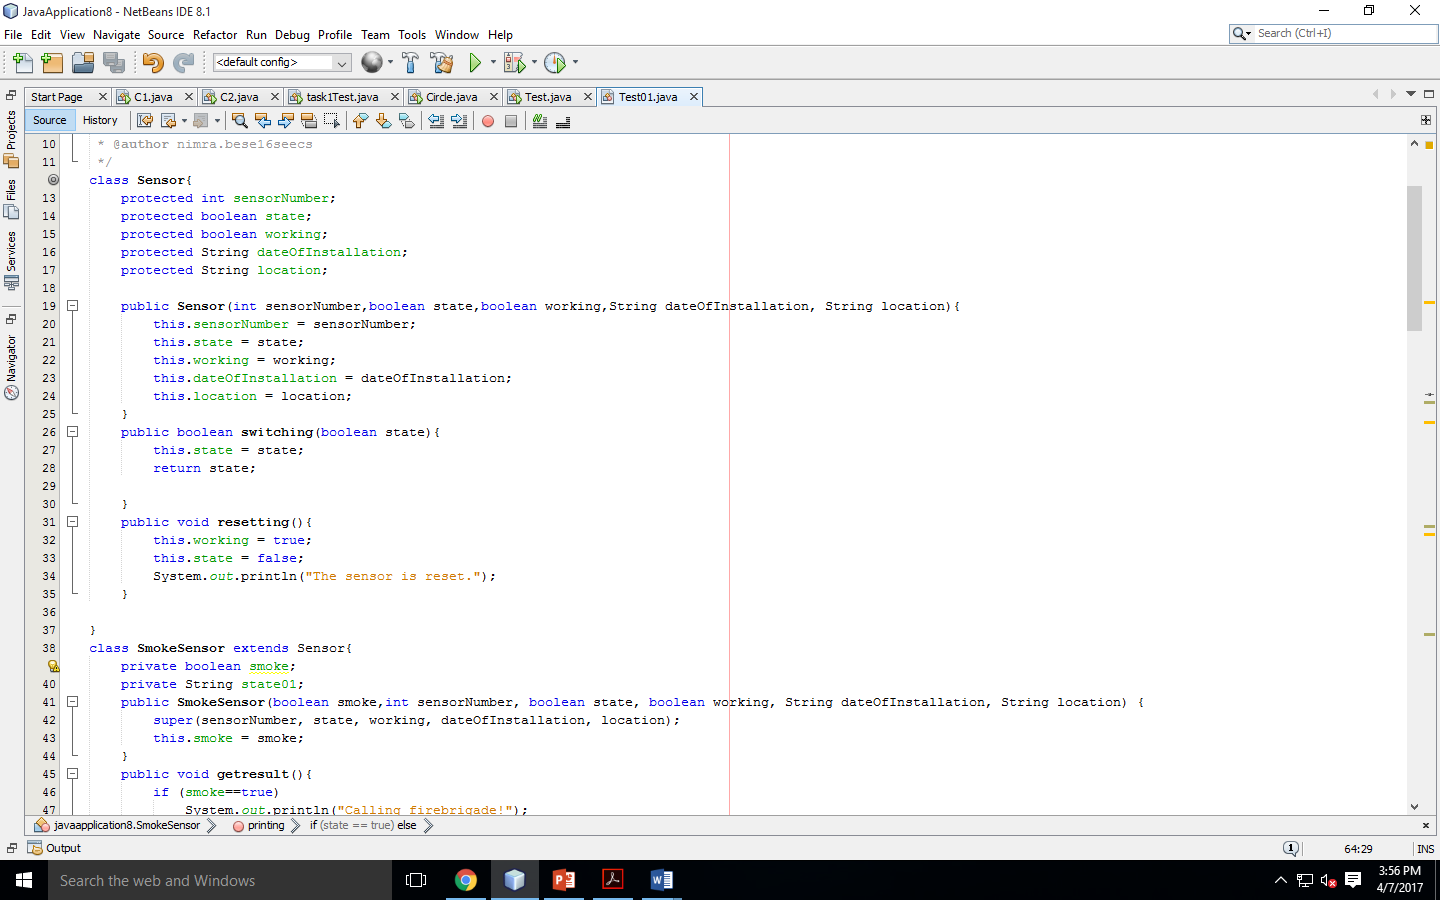 JavaApplication8 - NetBeans IDE 8.1
File Edit View Navigate Source Refactor Run Debug Profile Team Tools Window Help
Search (Ctrl+I)
<default config>
Start Page C1.java C2.java task1Test.java Circle.java Test.java Test01.java
Source History
Projects
Files
Services
Navigator
10 * @author nimra.bese16seecs
11 */
class Sensor{
13 protected int sensorNumber;
14 protected boolean state;
15 protected boolean working;
16 protected String dateOfInstallation;
17 protected String location;
18
19 public Sensor(int sensorNumber,boolean state,boolean working,String dateOfInstallation, String location){
20 this.sensorNumber = sensorNumber;
21 this.state = state;
22 this.working = working;
23 this.dateOfInstallation = dateOfInstallation;
24 this.location = location;
25 }
26 public boolean switching(boolean state){
27 this.state = state;
28 return state;
29
30 }
31 public void resetting(){
32 this.working = true;
33 this.state = false;
34 System.out.println("The sensor is reset.");
35 }
36
37 }
38 class SmokeSensor extends Sensor{
private boolean smoke;
40 private String state01;
41 public SmokeSensor(boolean smoke,int sensorNumber, boolean state, boolean working, String dateOfInstallation, String location) {
42 super(sensorNumber, state, working, dateOfInstallation, location);
43 this.smoke = smoke;
44 }
45 public void getresult(){
46 if (smoke==true)
47 System.out.println("Calling firebrigade!");
javaapplication8.SmokeSensor printing if (state == true) else
Output
1 64:29 INS
Search the web and Windows
3:56 PM
4/7/2017